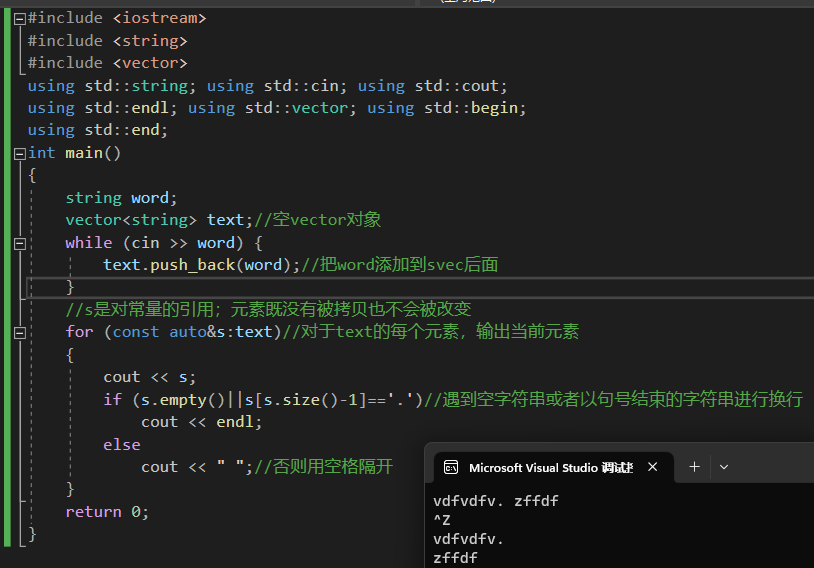 #include <iostream>
#include <string>
#include <vector>
using std::string; using std::cin; using std::cout;
using std::endl; using std::vector; using std::begin;
using std::end;
int main()
{
    string word;
    vector<string> text;//空vector对象
    while (cin >> word) {
        text.push_back(word);//把word添加到svec后面
    }
    //s是对常量的引用；元素既没有被拷贝也不会被改变
    for (const auto&s:text)//对于text的每个元素，输出当前元素
    {
        cout << s;
        if (s.empty()||s[s.size()-1]=='.')//遇到空字符串或者以句号结束的字符串进行换行
            cout << endl;
        else
            cout << " ";//否则用空格隔开
    }
    return 0;
}
Microsoft Visual Studio 调试
vdfvdfv. zffdf
^Z
vdfvdfv.
zffdf